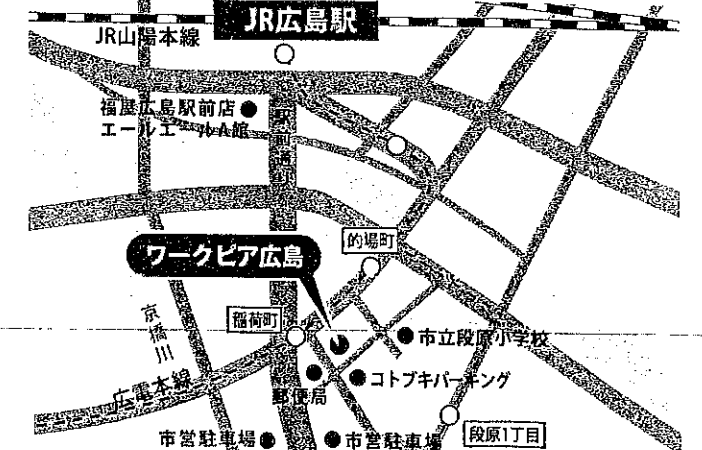 JR広島駅
JR山陽本線
福屋広島駅前店
エールエールA館
駅前通り
的場町
ワークピア広島
稲荷町
京橋川
市立段原小学校
コトブキパーキング
広電本線
郵便局
段原1丁目
市営駐車場
市営駐車場